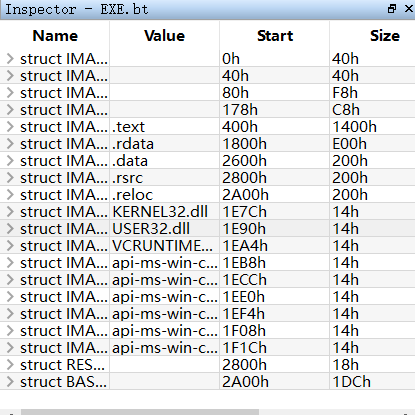 Inspector - EXE.bt
Name Value Start Size
struct IMA... 0h 40h
struct IMA... 40h 40h
struct IMA... 80h F8h
struct IMA... 178h C8h
struct IMA... .text 400h 1400h
struct IMA... .rdata 1800h E00h
struct IMA... .data 2600h 200h
struct IMA... .rsrc 2800h 200h
struct IMA... .reloc 2A00h 200h
struct IMA... KERNEL32.dll 1E7Ch 14h
struct IMA... USER32.dll 1E90h 14h
struct IMA... VCRUNTIME... 1EA4h 14h
struct IMA... api-ms-win-c... 1EB8h 14h
struct IMA... api-ms-win-c... 1ECCh 14h
struct IMA... api-ms-win-c... 1EE0h 14h
struct IMA... api-ms-win-c... 1EF4h 14h
struct IMA... api-ms-win-c... 1F08h 14h
struct IMA... api-ms-win-c... 1F1Ch 14h
struct RES... 2800h 18h
struct BAS... 2A00h 1DCh